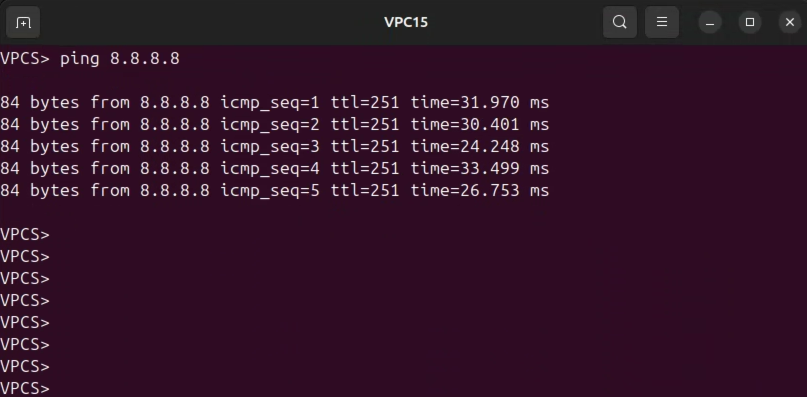 VPC15
VPCS> ping 8.8.8.8
84 bytes from 8.8.8.8 icmp_seq=1 ttl=251 time=31.970 ms
84 bytes from 8.8.8.8 icmp_seq=2 ttl=251 time=30.401 ms
84 bytes from 8.8.8.8 icmp_seq=3 ttl=251 time=24.248 ms
84 bytes from 8.8.8.8 icmp_seq=4 ttl=251 time=33.499 ms
84 bytes from 8.8.8.8 icmp_seq=5 ttl=251 time=26.753 ms
VPCS>
VPCS>
VPCS>
VPCS>
VPCS>
VPCS>
VPCS>
VPCS>